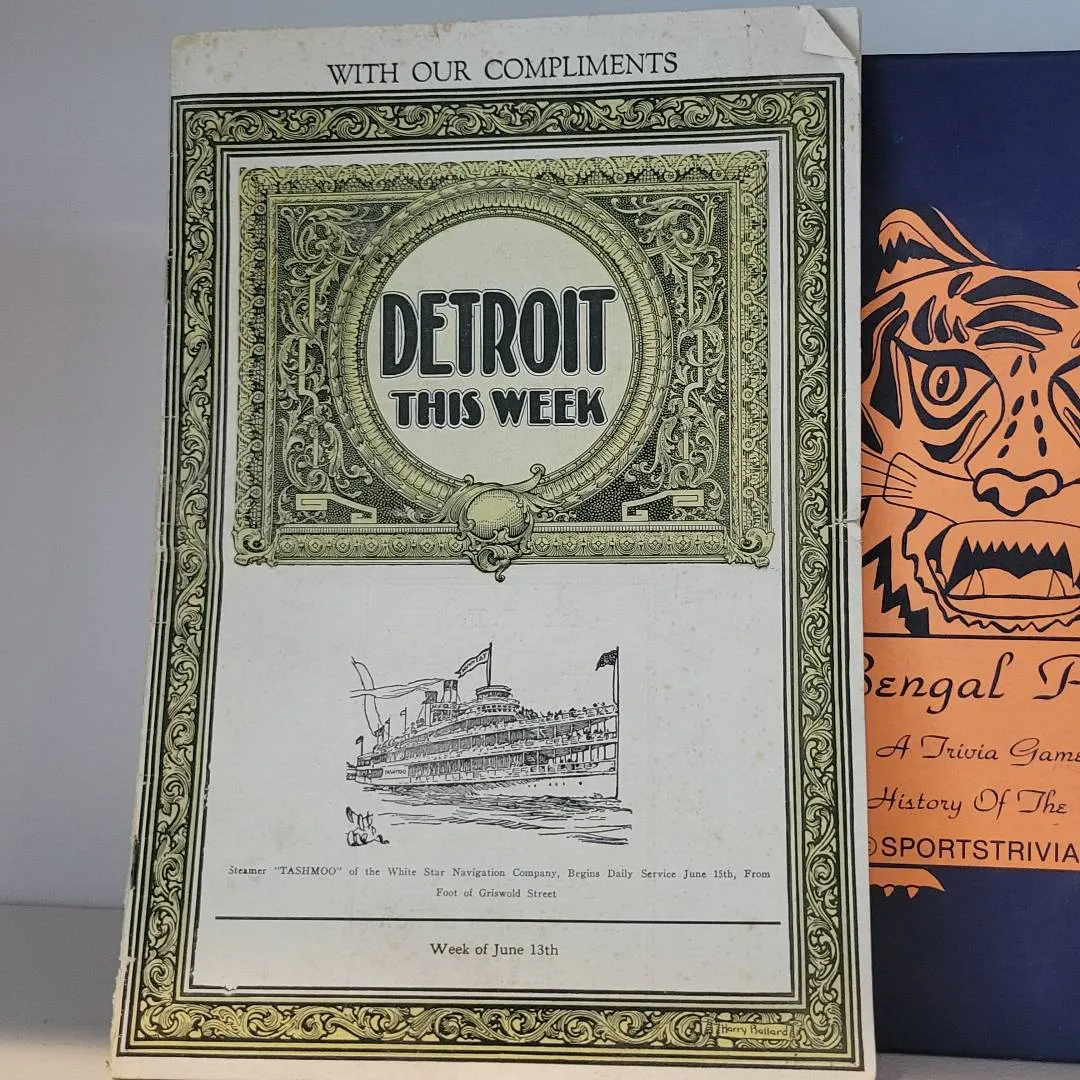 WITH OUR COMPLIMENTS
DETROIT
THIS WEEK
TASHMOO
Steamer "TASHMOO" of the White Star Navigation Company, Begins Daily Service June 15th, From
Foot of Griswold Street
Week of June 13th
Harry Ballard
Bengal
A Trivia Game
History Of The
©SPORTSTRIVIA